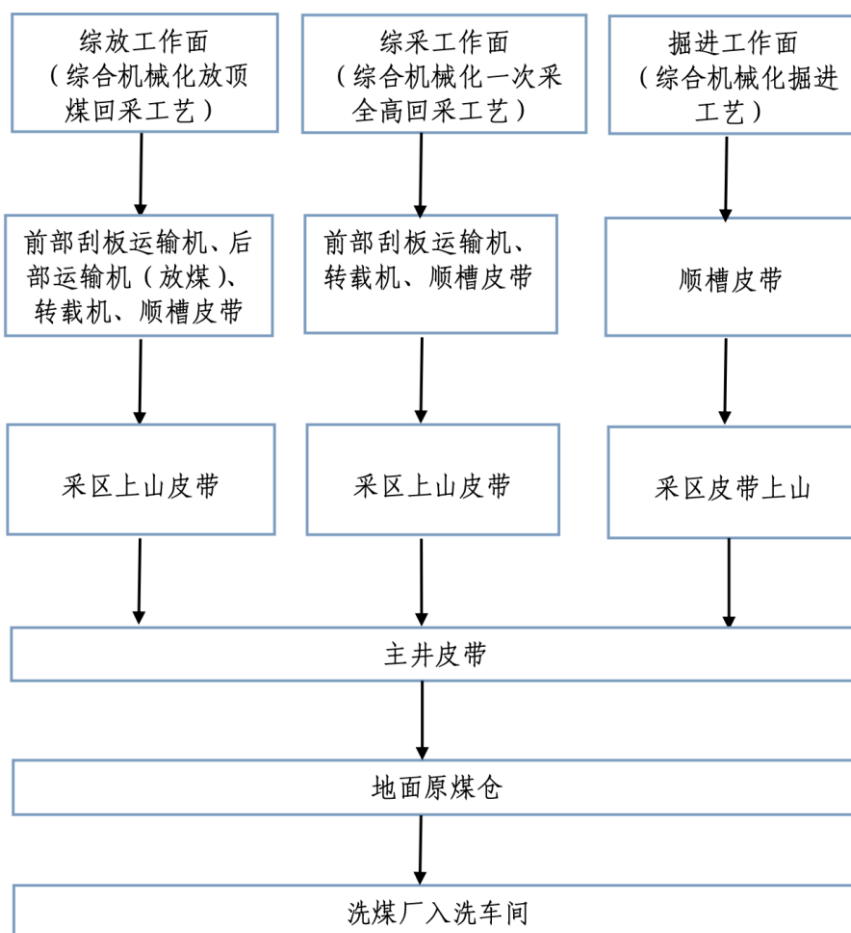 综放工作面
（综合机械化放顶
煤回采工艺）
综采工作面
（综合机械化一次采
全高回采工艺）
掘进工作面
（综合机械化掘进
工艺）
前部刮板运输机、后
部运输机（放煤）、
转载机、顺槽皮带
前部刮板运输机、
转载机、顺槽皮带
顺槽皮带
采区上山皮带
采区上山皮带
采区皮带上山
主井皮带
地面原煤仓
洗煤厂入洗车间